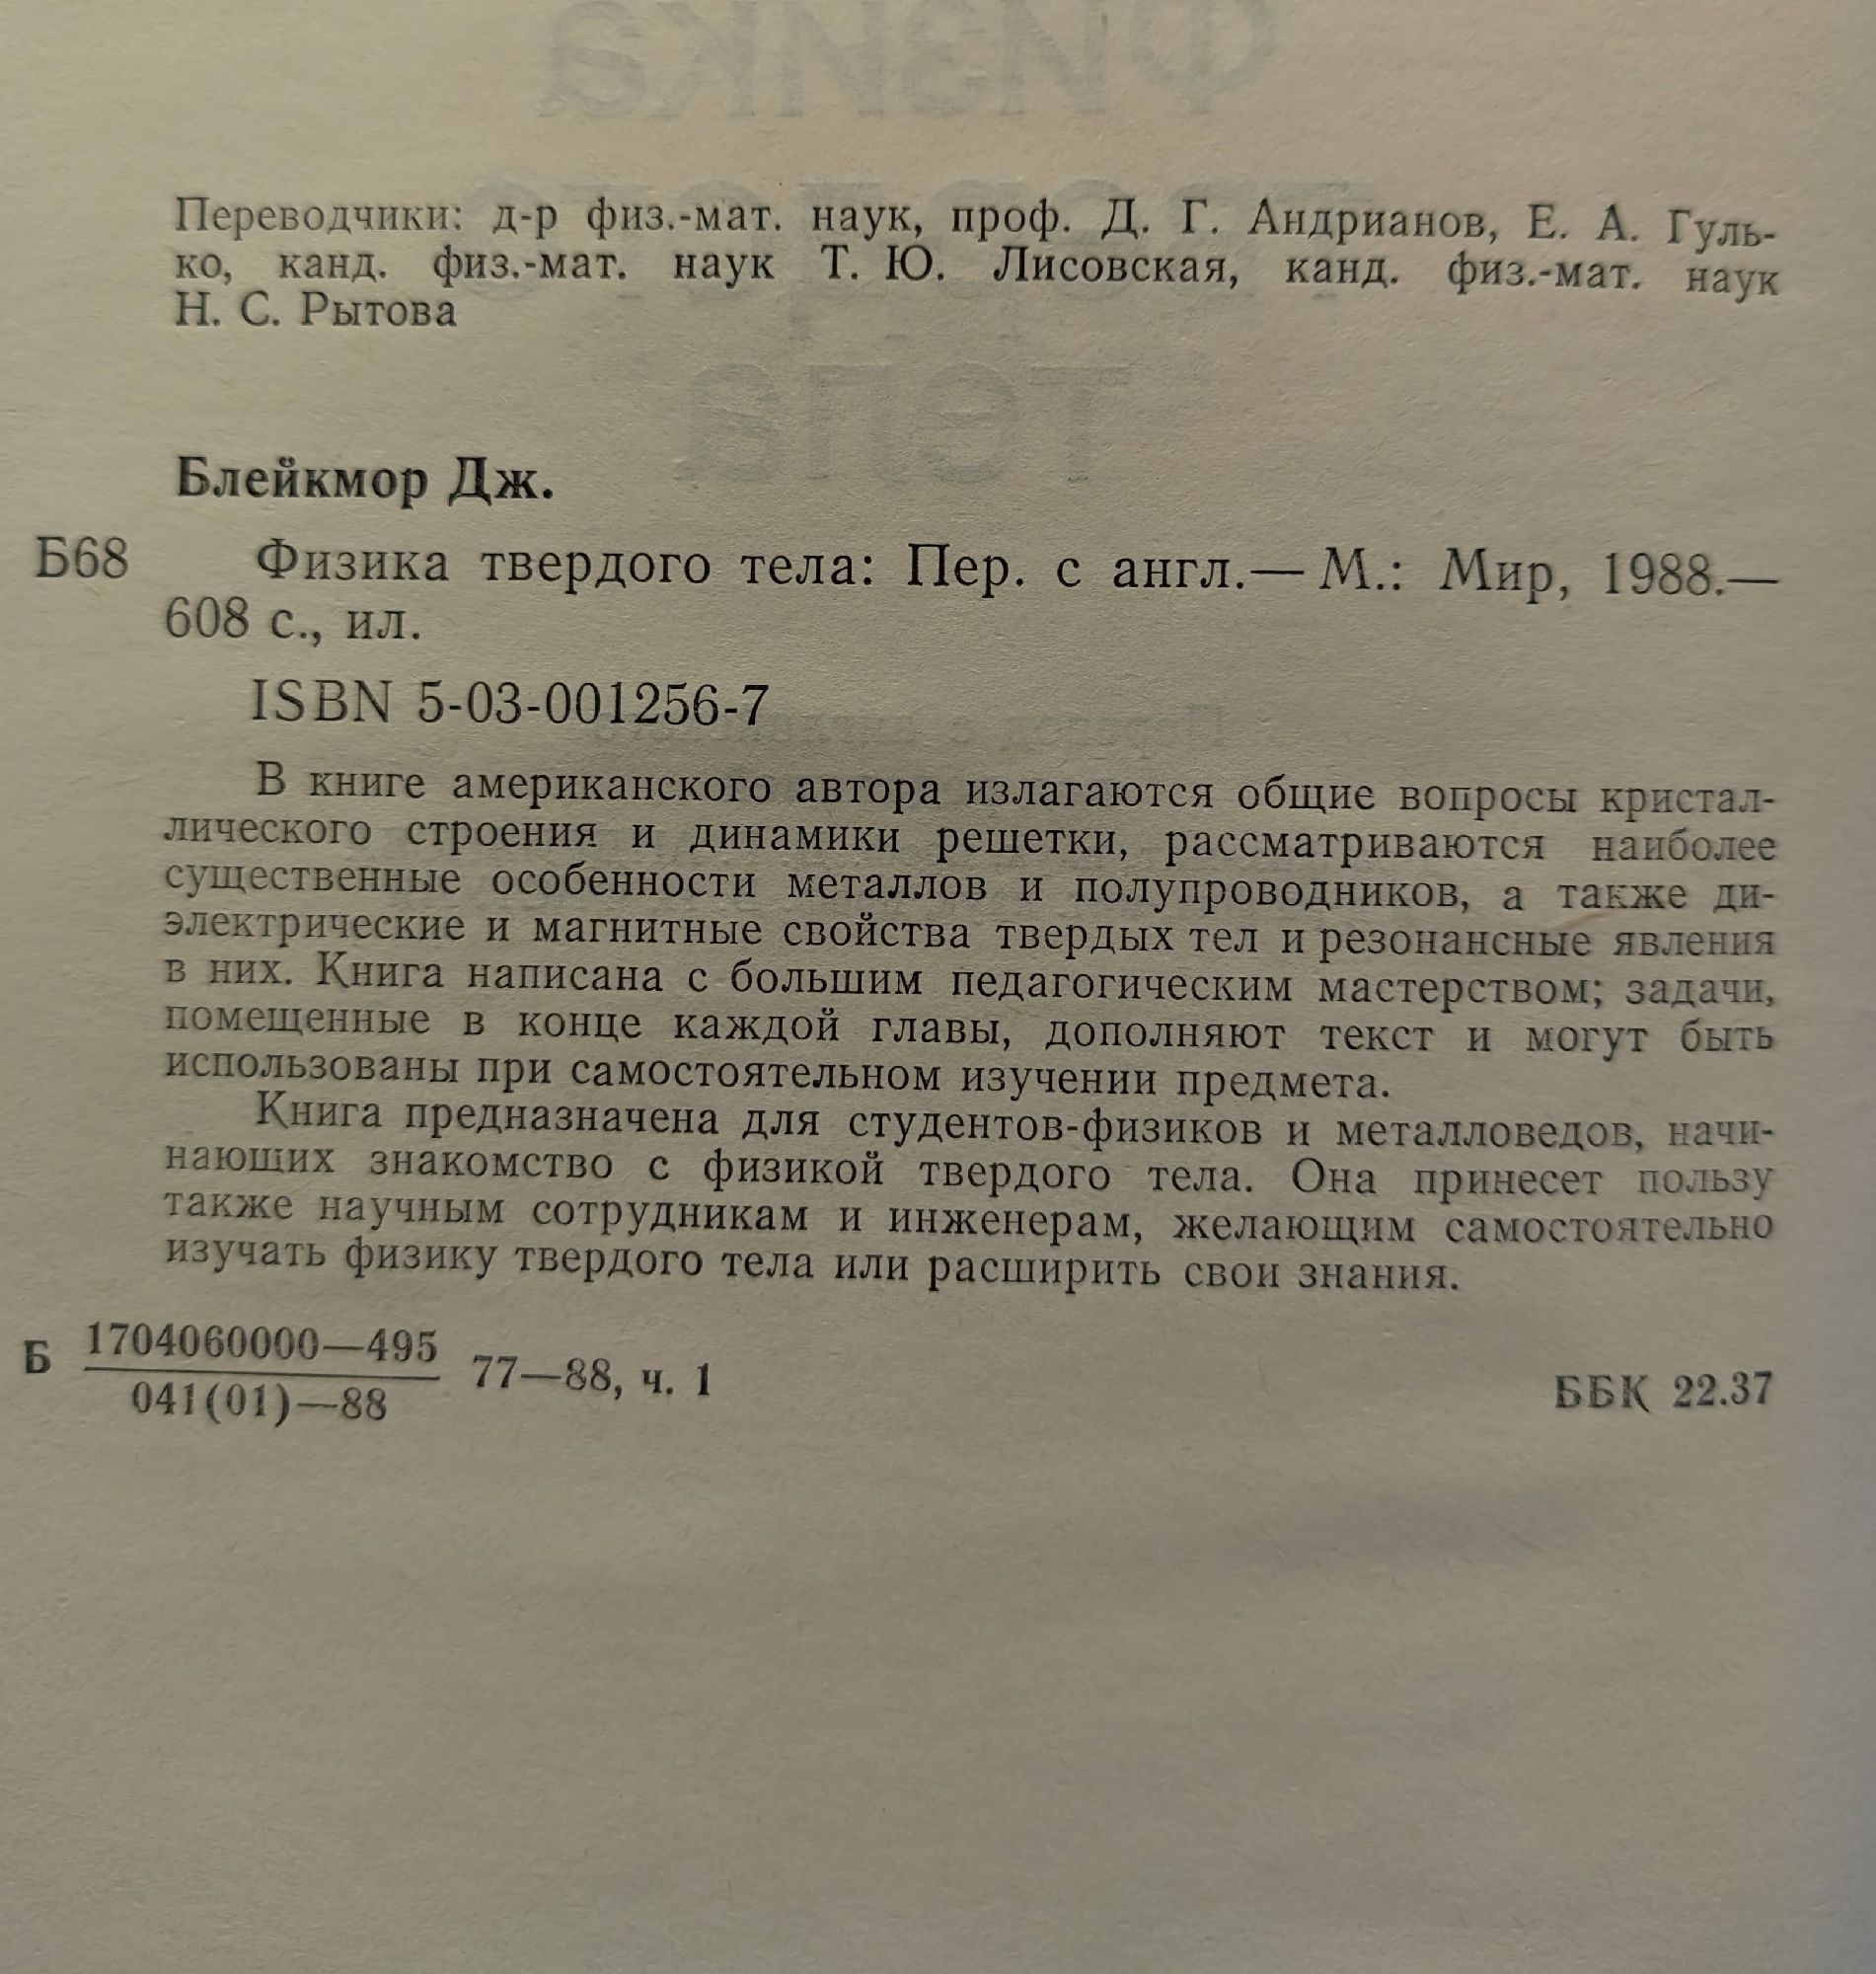 Переводчики: д-р физ.-мат. наук, проф. Д. Г. Андрианов, Е. А. Гуль-
ко, канд. физ.-мат. наук Т. Ю. Лисовская, канд. физ.-мат. наук
Н. С. Рытова
Блейкмор Дж.
Б68 Физика твердого тела: Пер. с англ.— М.: Мир, 1988.—
608 с., ил.
ISBN 5-03-001256-7
В книге американского автора излагаются общие вопросы кристал-
лического строения и динамики решетки, рассматриваются наиболее
существенные особенности металлов и полупроводников, а также ди-
электрические и магнитные свойства твердых тел и резонансные явления
в них. Книга написана с большим педагогическим мастерством; задачи,
помещенные в конце каждой главы, дополняют текст и могут быть
использованы при самостоятельном изучении предмета.
Книга предназначена для студентов-физиков и металловедов, начи-
нающих знакомство с физикой твердого тела. Она принесет пользу
также научным сотрудникам и инженерам, желающим самостоятельно
изучать физику твердого тела или расширить свои знания.
Б 1704060000—495
041(01)—88
77—88, ч. 1
ББК 22.37